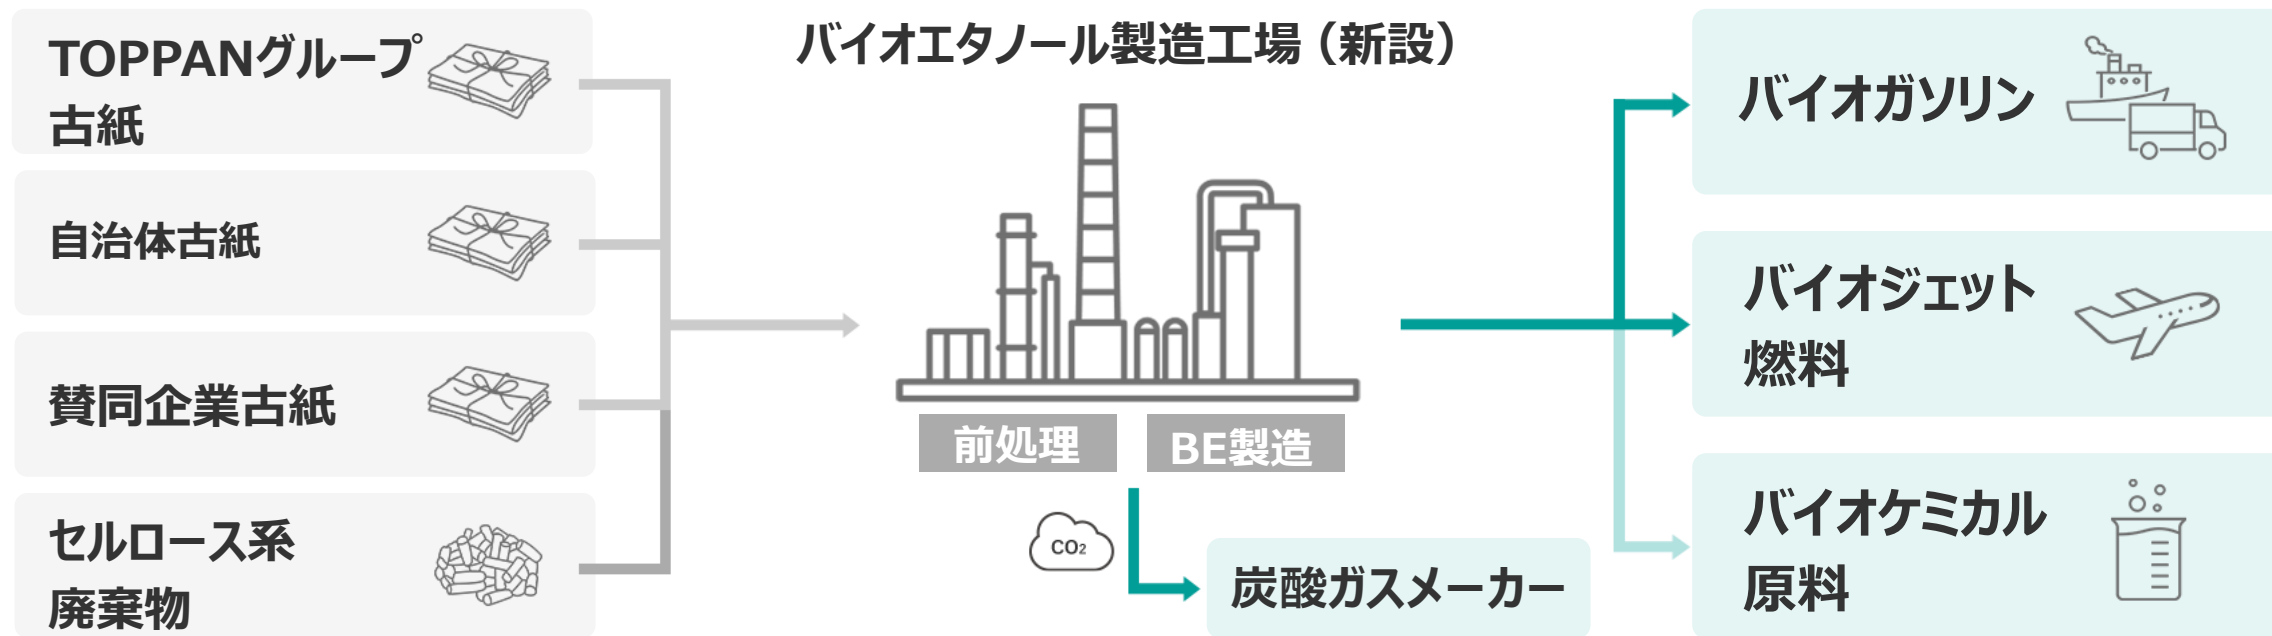 TOPPANグループ
古紙
自治体古紙
賛同企業古紙
セルロース系
廃棄物
バイオエタノール製造工場（新設）
前処理
BE製造
CO₂
炭酸ガスメーカー
バイオガソリン
バイオジェット
燃料
バイオケミカル
原料